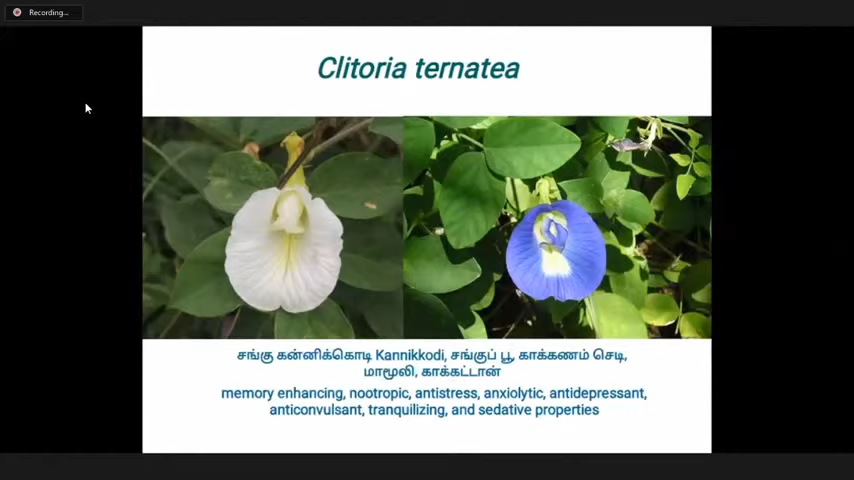 Recording...
Clitoria ternatea
சங்கு கன்னிக்கொடி Kannikkodi, சங்குப் பூ, காக்கணம் செடி,
மாமூலி, காக்கட்டான்
memory enhancing, nootropic, antistress, anxiolytic, antidepressant,
anticonvulsant, tranquilizing, and sedative properties